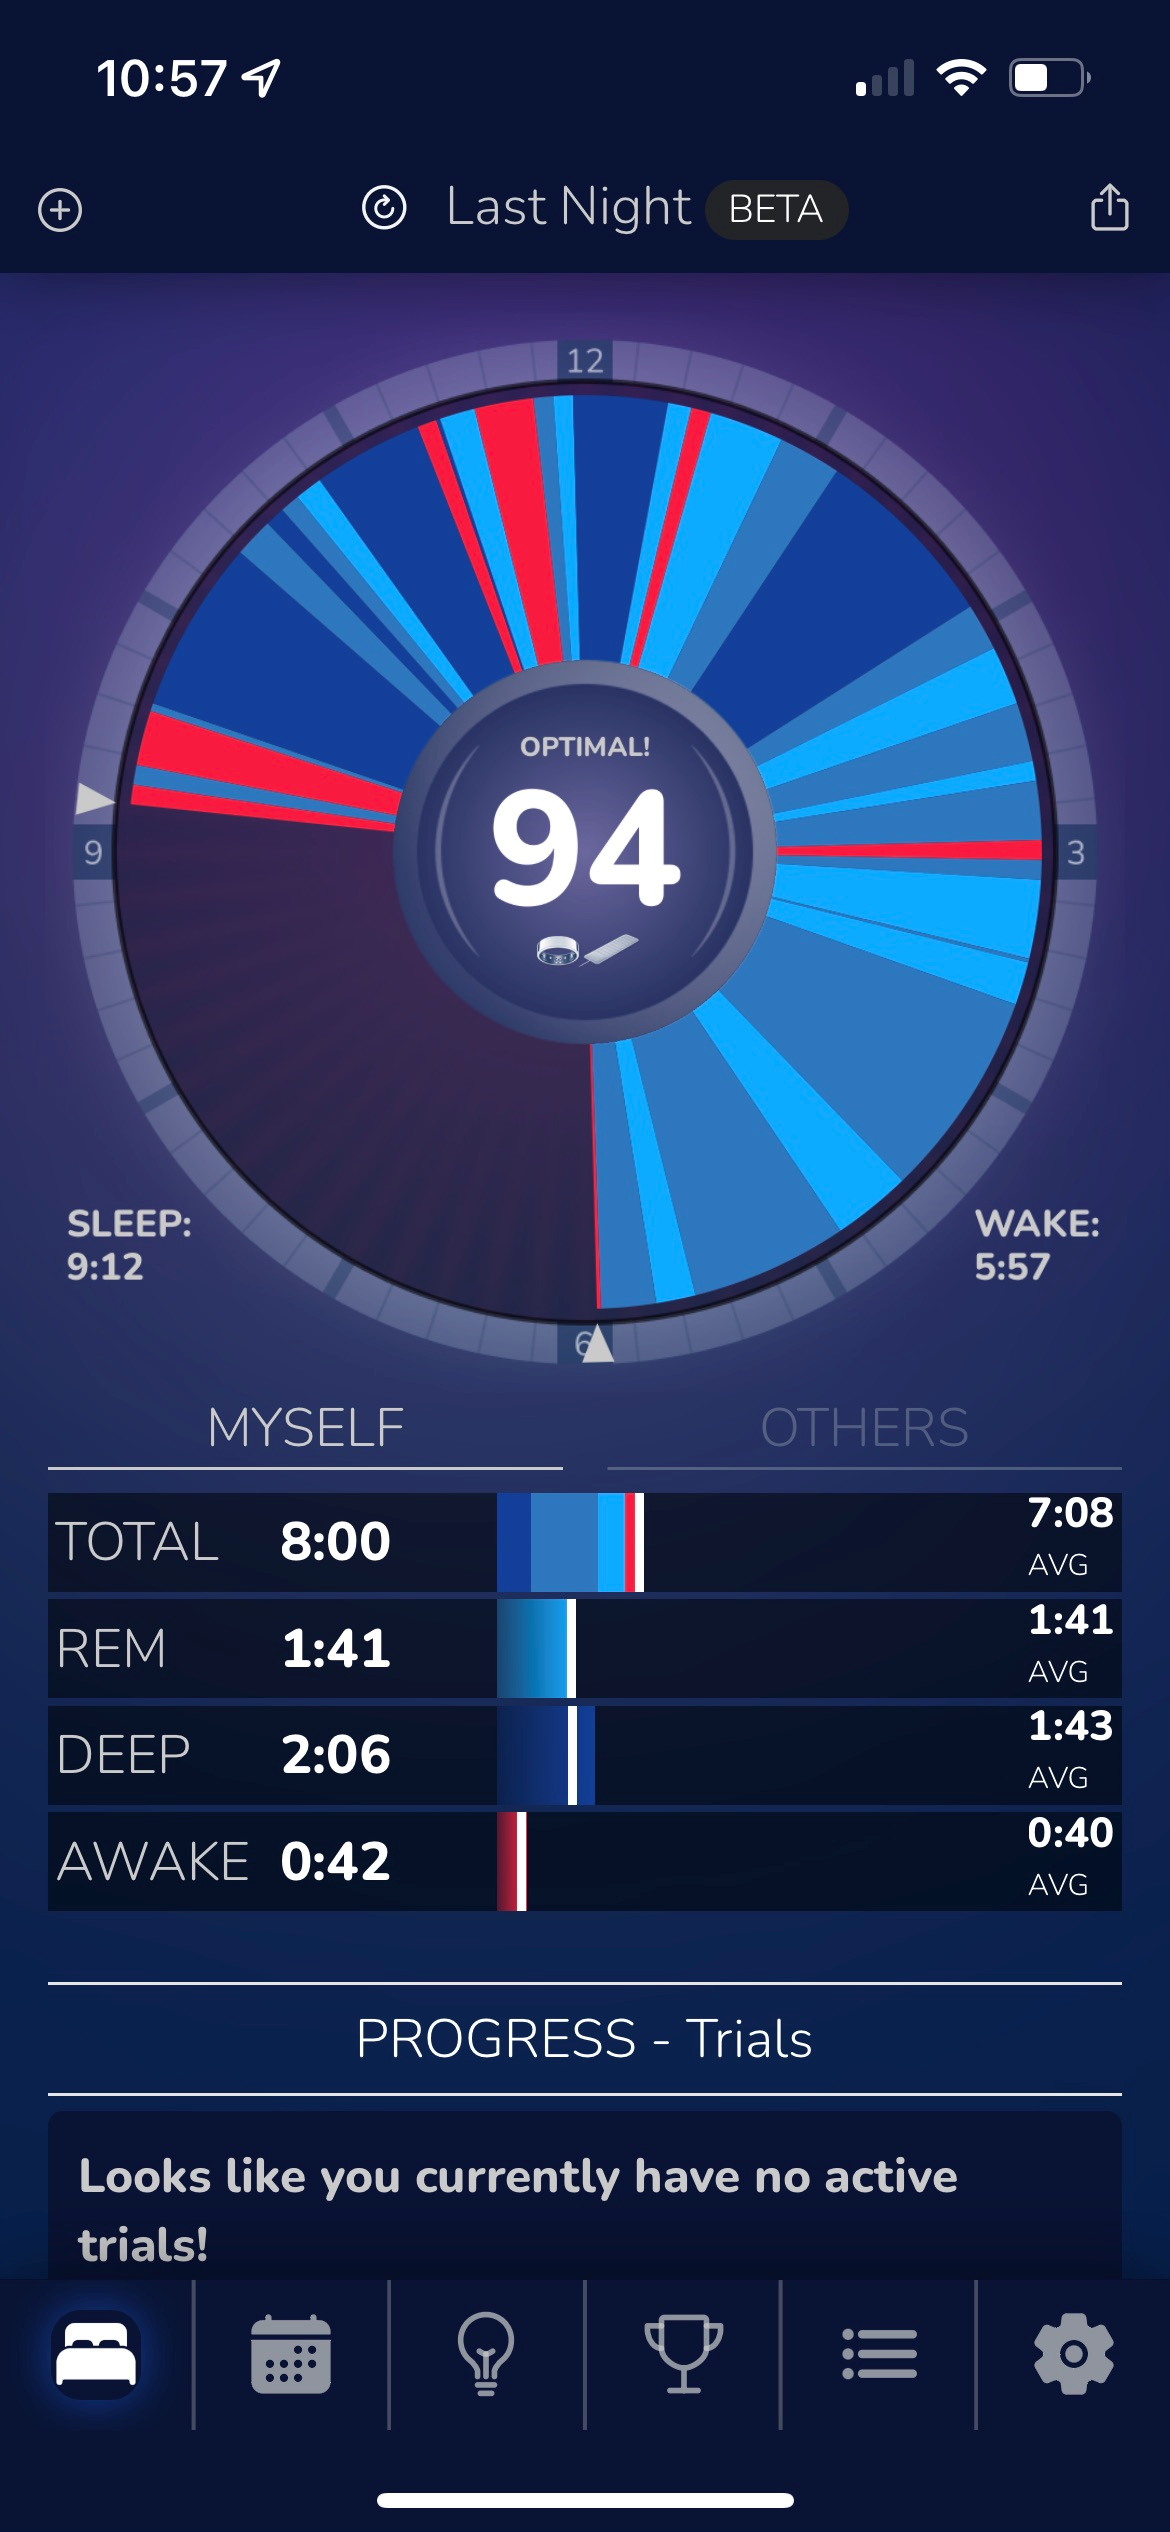 10:57
Last Night BETA
12
OPTIMAL!
94
9
3
SLEEP:
9:12
WAKE:
5:57
6
MYSELF
OTHERS
TOTAL 8:00 7:08
AVG
REM 1:41 1:41
AVG
DEEP 2:06 1:43
AVG
AWAKE 0:42 0:40
AVG
PROGRESS - Trials
Looks like you currently have no active
trials!